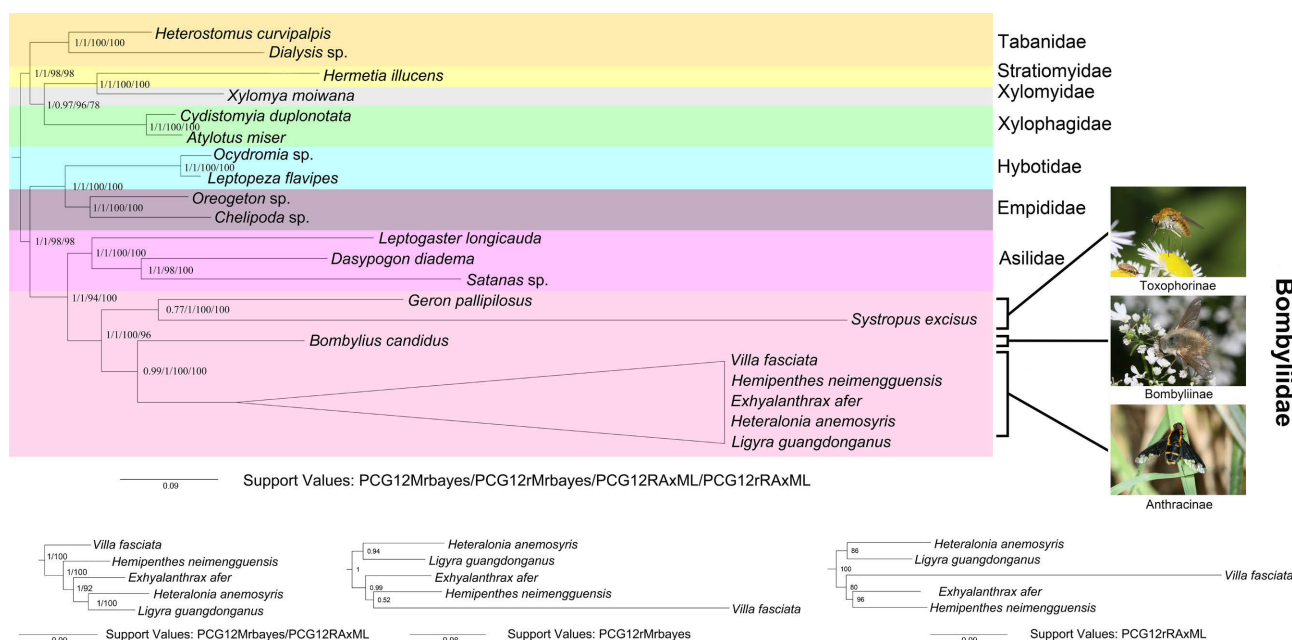 Heterostomus curvipalpis
1/1/100/100
Dialysis sp.
Tabanidae
1/1/98/98
Hermetia illucens
Stratiomyidae
1/1/100/100
Xylomya moiwana
Xylomyidae
1/0.97/96/78
Cydistomyia duplonotata
1/1/100/100
Atylotus miser
Xylophagidae
Ocydromia sp.
1/1/100/100
Leptopeza flavipes
Hybotidae
1/1/100/100
Oreogeton sp.
1/1/100/100
Chelipoda sp.
Empididae
1/1/98/98
Leptogaster longicauda
1/1/100/100
Dasypogon diadema
1/1/98/100
Satanas sp.
Asilidae
1/1/94/100
Geron pallipilosus
0.77/1/100/100
Systropus excisus
1/1/100/96
Bombylius candidus
0.99/1/100/100
Villa fasciata
Hemipenthes neimengguensis
Exhyalanthrax afer
Heteralonia anemosyris
Ligyra guangdonganus
Toxophorinae
Bombyliinae
Anthracinae
Bombyliidae
0.09
Support Values: PCG12Mrbayes/PCG12rMrbayes/PCG12RAxML/PCG12rRAxML
Villa fasciata
1/100
Hemipenthes neimengguensis
1/100
Exhyalanthrax afer
1/92
Heteralonia anemosyris
1/100
Ligyra guangdonganus
0.09
Support Values: PCG12Mrbayes/PCG12RAxML
Heteralonia anemosyris
0.94
Ligyra guangdonganus
1
Exhyalanthrax afer
0.99
Hemipenthes neimengguensis
0.52
Villa fasciata
0.08
Support Values: PCG12rMrbayes
Heteralonia anemosyris
86
Ligyra guangdonganus
100
Villa fasciata
80
Exhyalanthrax afer
96
Hemipenthes neimengguensis
0.09
Support Values: PCG12rRAxML